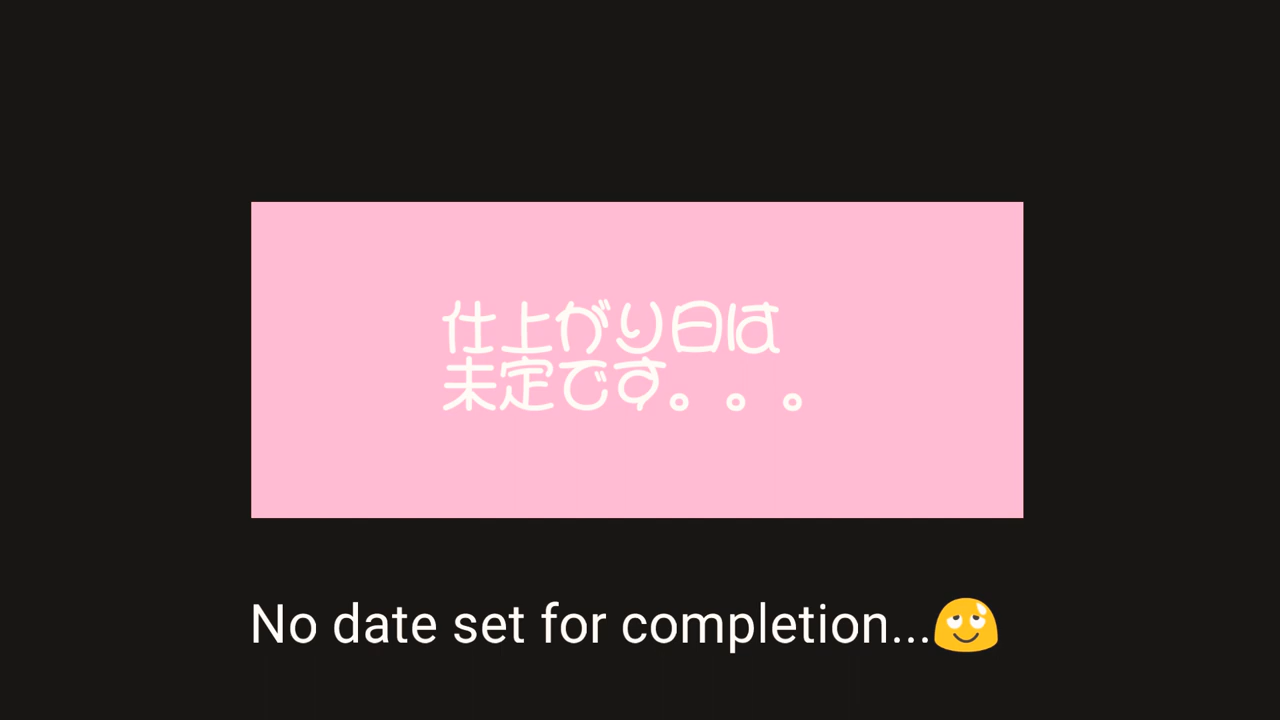 仕上がり日は
未定です。。。
No date set for completion...🙄